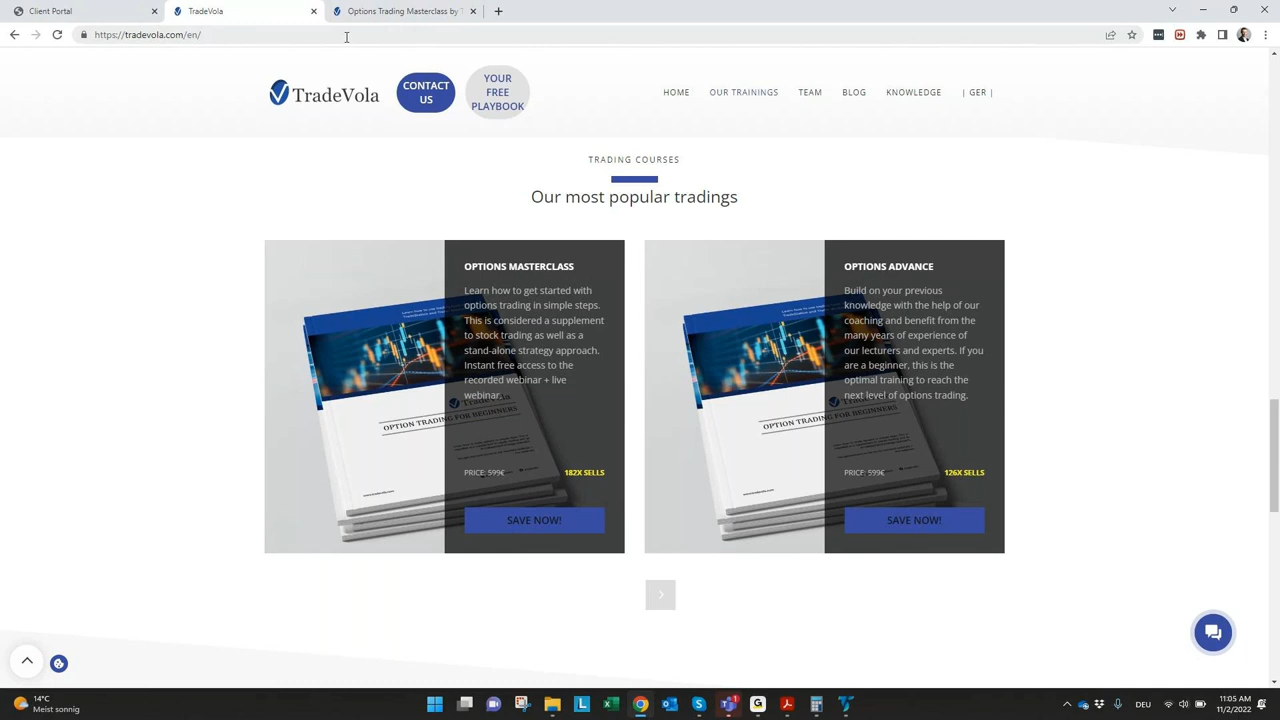 Client Portal
TradeVola
Options Trading Masterclass by T
https://tradevola.com/en/
TradeVola
CONTACT
US
YOUR
FREE
PLAYBOOK
HOME
OUR TRAININGS
TEAM
BLOG
KNOWLEDGE
| GER |
TRADING COURSES
Our most popular tradings
OPTIONS MASTERCLASS
Learn how to get started with
options trading in simple steps.
This is considered a supplement
to stock trading as well as a
stand-alone strategy approach.
Instant free access to the
recorded webinar + live
webinar.
OPTION TRADING FOR BEGINNERS
PRICE: 599€
182X SELLS
SAVE NOW!
OPTIONS ADVANCE
Build on your previous
knowledge with the help of our
coaching and benefit from the
many years of experience of
our lecturers and experts. If you
are a beginner, this is the
optimal training to reach the
next level of options trading.
OPTION TRADING FOR BEGINNERS
PRICE: 599€
126X SELLS
SAVE NOW!
14°C
Meist sonnig
DEU
11:05 AM
11/2/2022